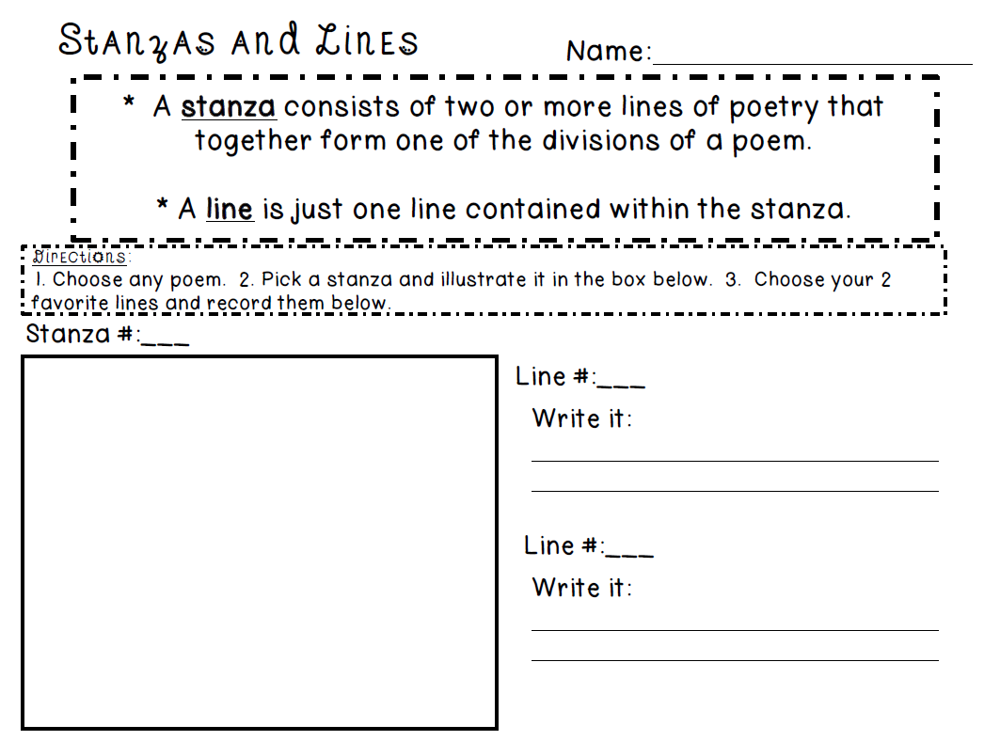 Stanzas and Lines
Name:
* A stanza consists of two or more lines of poetry that
together form one of the divisions of a poem.
* A line is just one line contained within the stanza.
Directions:
1. Choose any poem. 2. Pick a stanza and illustrate it in the box below. 3. Choose your 2
favorite lines and record them below.
Stanza #:___
Line #:___
Write it:
Line #:___
Write it: